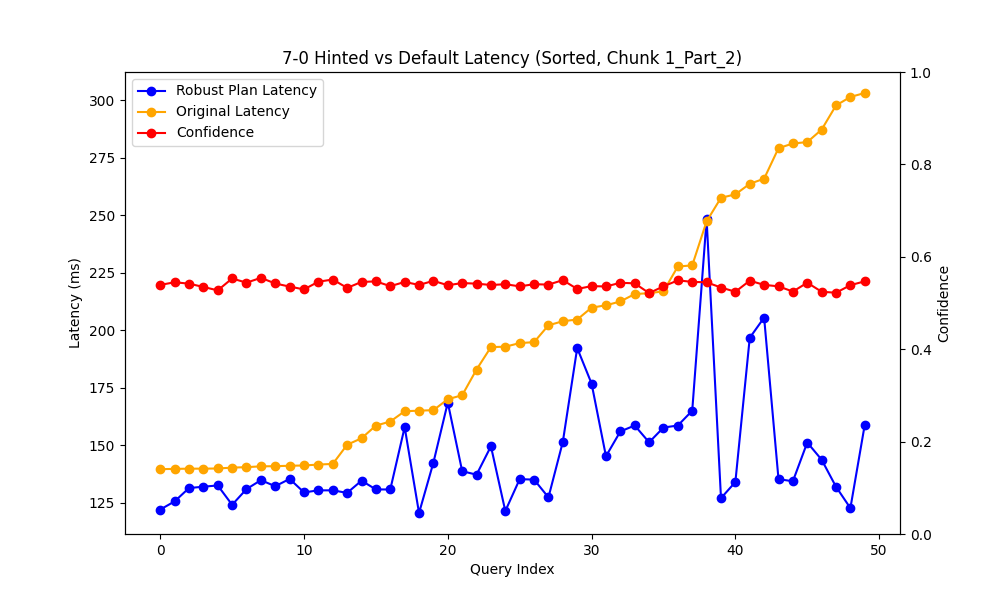 7-0 Hinted vs Default Latency (Sorted, Chunk 1_Part_2)
Robust Plan Latency
Original Latency
Confidence
300
275
250
225
200
175
150
125
Latency (ms)
1.0
0.8
0.6
0.4
0.2
0.0
Confidence
0 10 20 30 40 50
Query Index